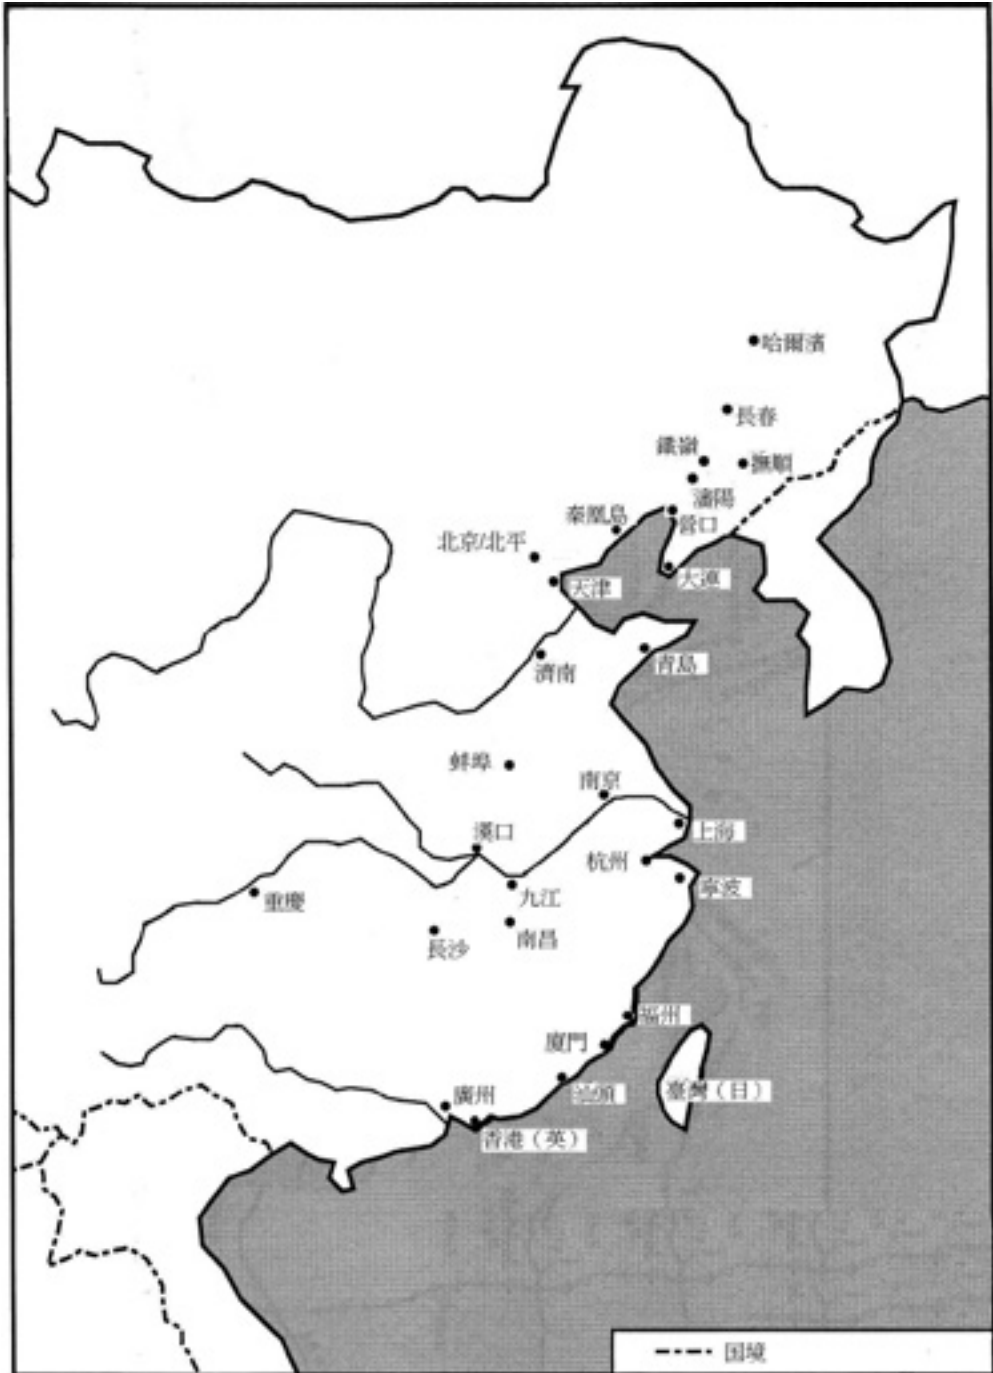 哈爾濱
長春
鐵嶺
撫順
瀋陽
秦凰島
営口
北京/北平
大連
天津
青島
濟南
蚌埠
南京
上海
漢口
杭州
寧波
重慶
九江
南昌
長沙
福州
廈門
汕頭
臺灣（日）
廣州
香港（英）
国境